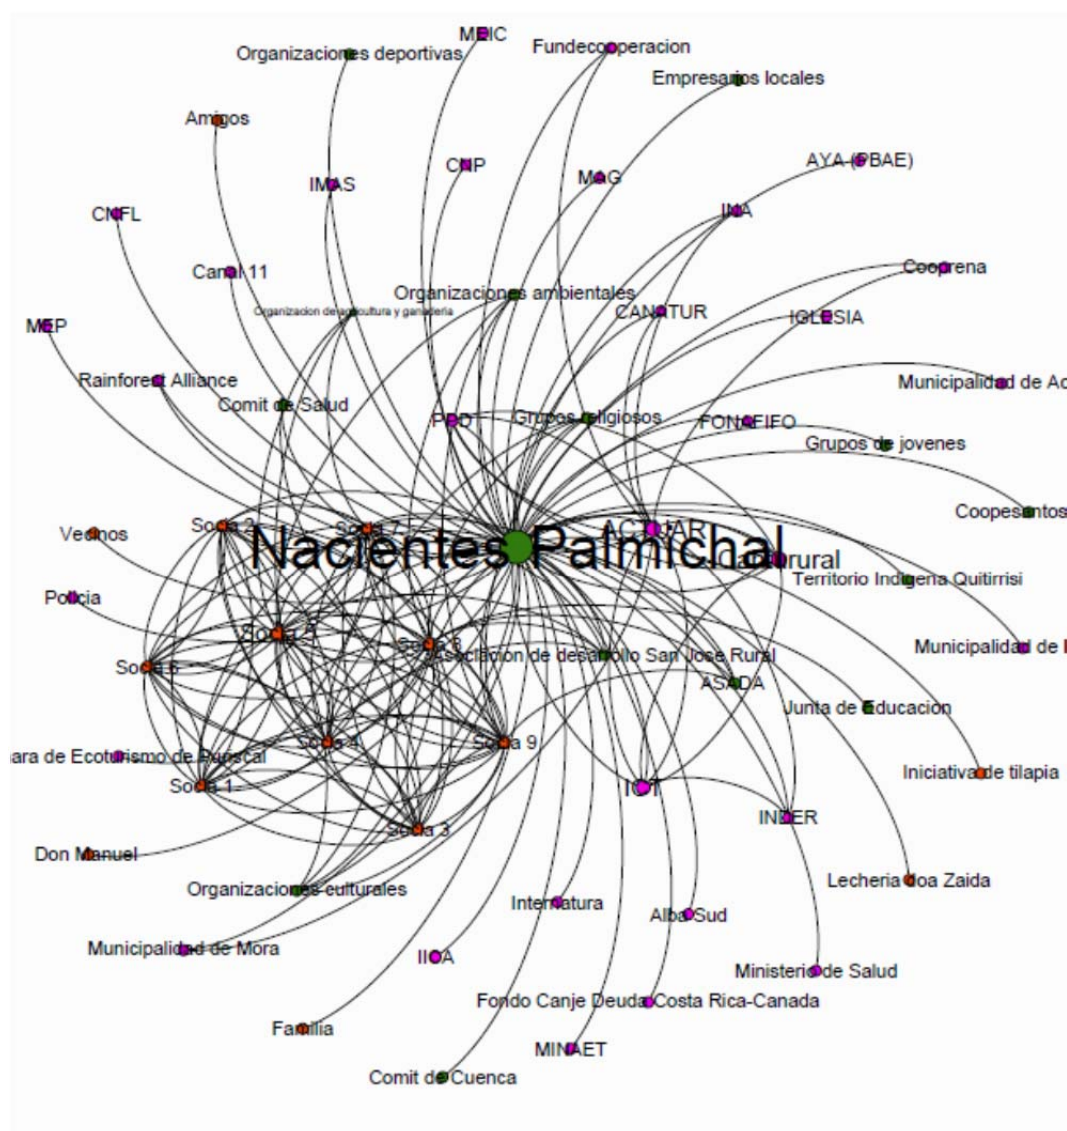 MEIC
Organizaciones deportivas
Fundecooperacion
Empresarios locales
Amigos
AYA (PBAE)
CNP
MAG
IMAS
INA
CNFL
Cooprena
Canal 11
Organizaciones ambientales
Organizacion de agricultura y ganaderia
CANATUR
IGLESIA
MEP
Rainforest Alliance
Municipalidad de Ac
Comit de Salud
PPD
Grupos religiosos
FONAFIFO
Grupos de jovenes
Coopesantos
Socia 2
Socia 7
ACTUAR
Vecinos
Nacientes Palmichal
rural
Territorio Indigena Quitirrisi
Policia
Socia 5
Socia 8
Asociacion de desarrollo San Jose Rural
Municipalidad de
Socia 6
ASADA
Junta de Educacion
Socia 4
Socia 9
ara de Ecoturismo de Puriscal
Iniciativa de tilapia
Socia 1
ICT
INDER
Socia 3
Don Manuel
Lecheria doa Zaida
Organizaciones culturales
Internatura
Alba Sud
Municipalidad de Mora
IICA
Ministerio de Salud
Fondo Canje Deuda Costa Rica-Canada
Familia
MINAET
Comit de Cuenca